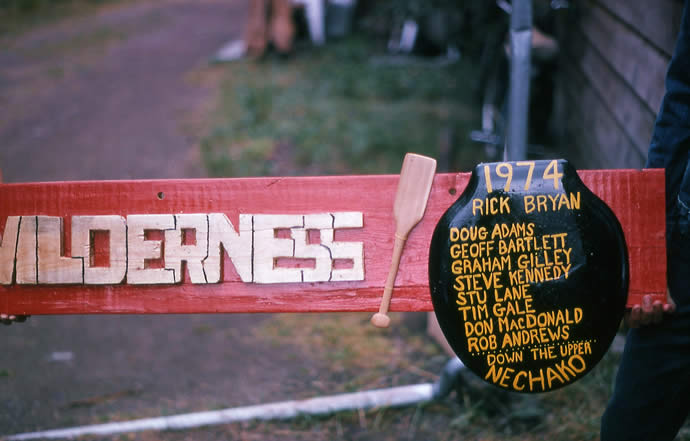 WILDERNESS
1974
RICK BRYAN
DOUG ADAMS
GEOFF BARTLETT
GRAHAM GILLEY
STEVE KENNEDY
STU LANE
TIM GALE
DON MACDONALD
ROB ANDREWS
DOWN THE UPPER
NECHAKO